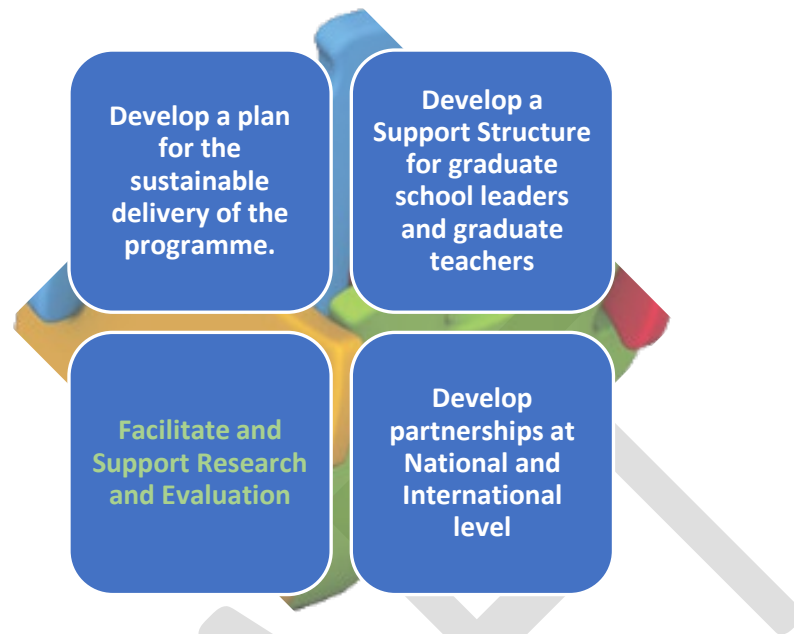 Develop a plan
for the
sustainable
delivery of the
programme.
Develop a
Support Structure
for graduate
school leaders
and graduate
teachers
Facilitate and
Support Research
and Evaluation
Develop
partnerships at
National and
International
level